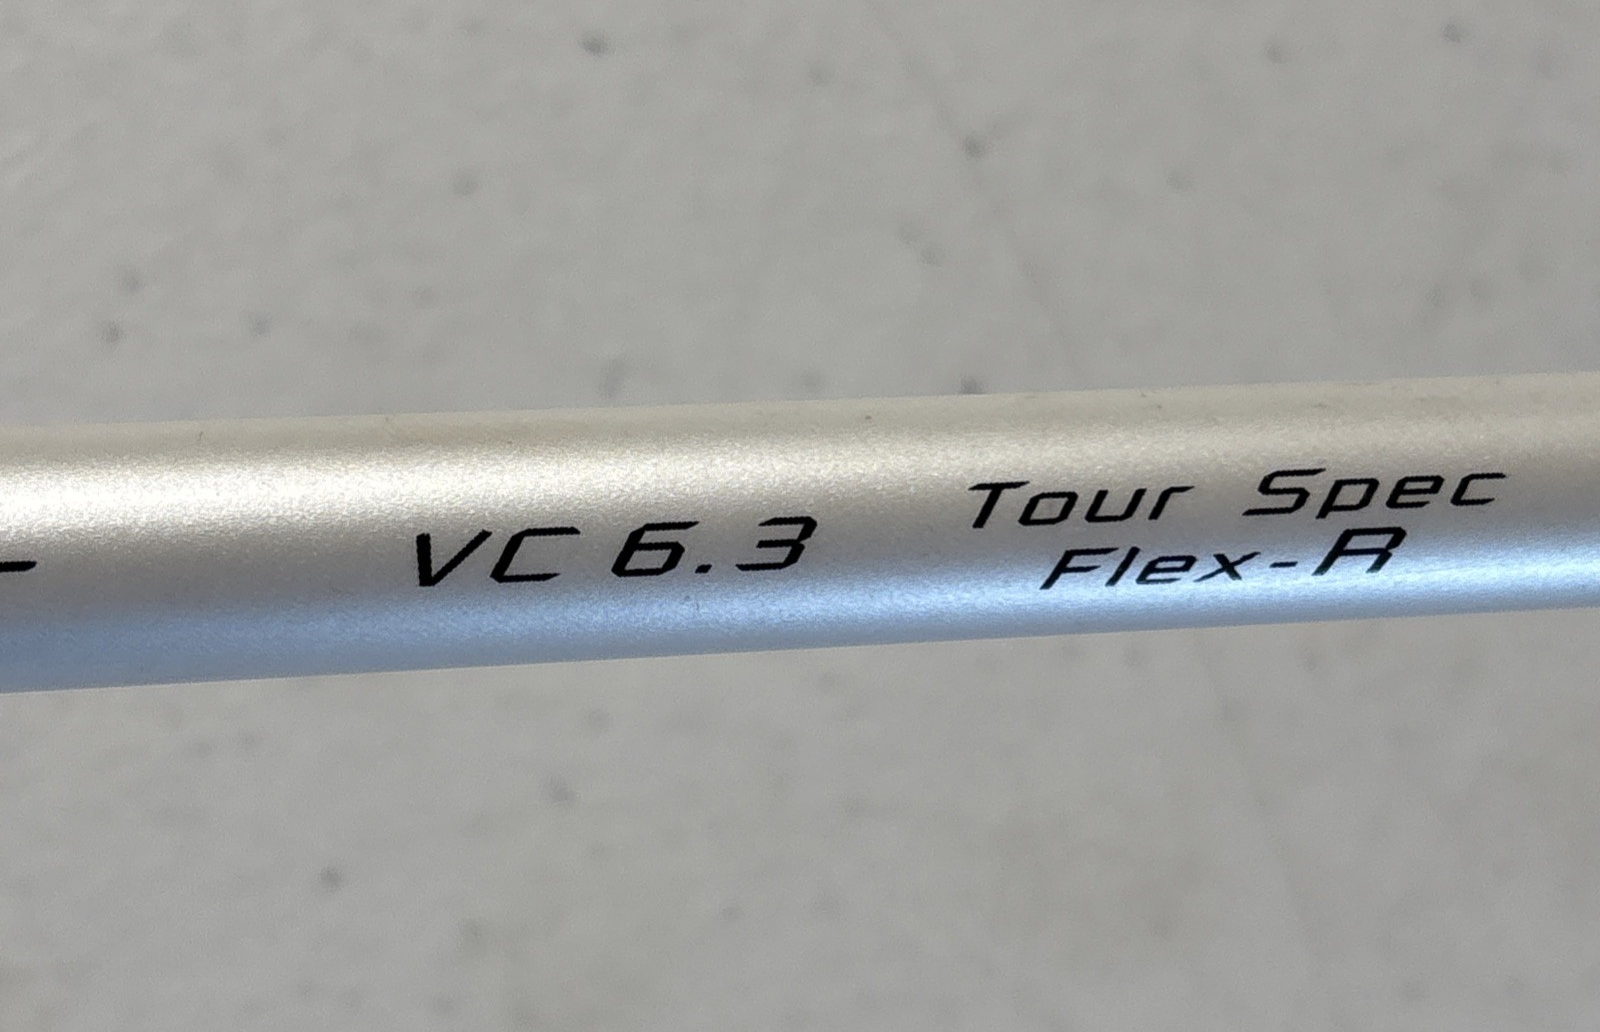 VC 6.3
Tour Spec
Flex-R